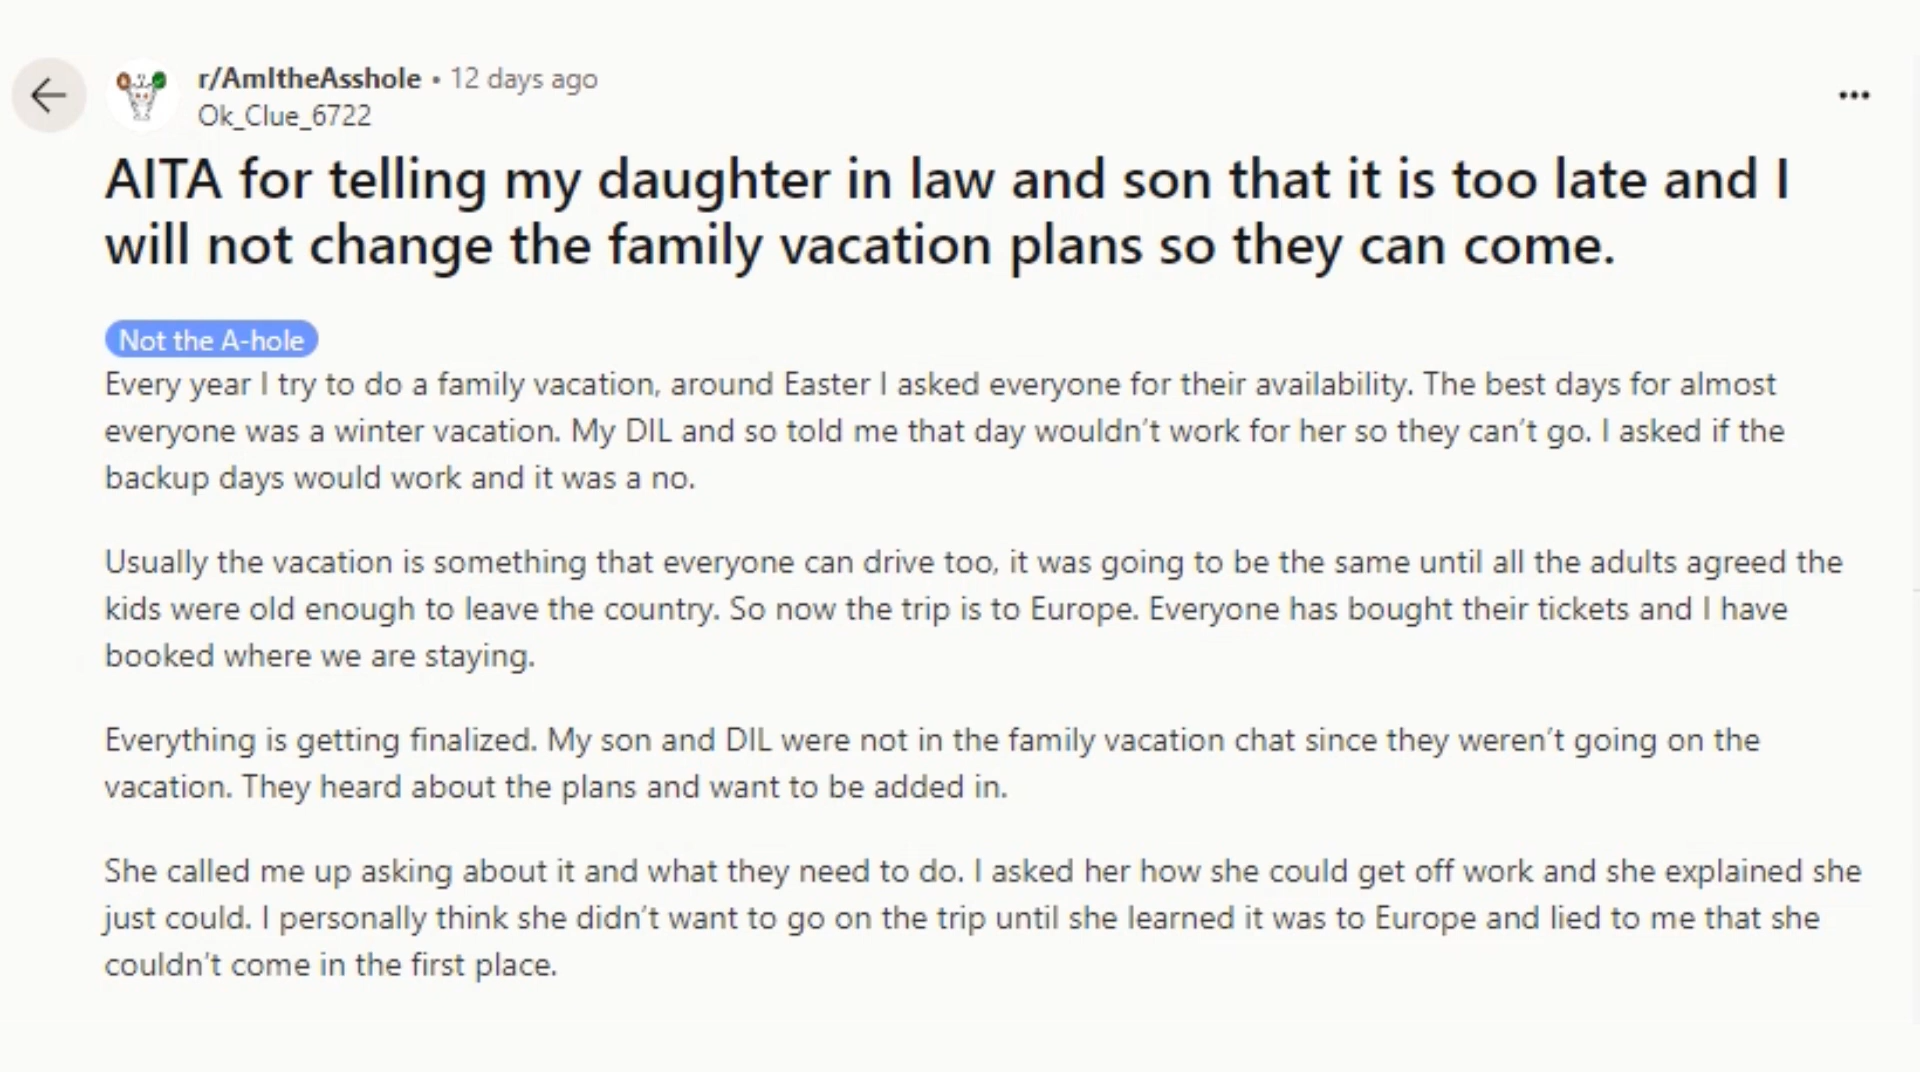 r/AmItheAsshole • 12 days ago
Ok_Clue_6722
AITA for telling my daughter in law and son that it is too late and I
will not change the family vacation plans so they can come.
Not the A-hole
Every year I try to do a family vacation, around Easter I asked everyone for their availability. The best days for almost
everyone was a winter vacation. My DIL and so told me that day wouldn't work for her so they can't go. I asked if the
backup days would work and it was a no.
Usually the vacation is something that everyone can drive too, it was going to be the same until all the adults agreed the
kids were old enough to leave the country. So now the trip is to Europe. Everyone has bought their tickets and I have
booked where we are staying.
Everything is getting finalized. My son and DIL were not in the family vacation chat since they weren't going on the
vacation. They heard about the plans and want to be added in.
She called me up asking about it and what they need to do. I asked her how she could get off work and she explained she
just could. I personally think she didn't want to go on the trip until she learned it was to Europe and lied to me that she
couldn't come in the first place.